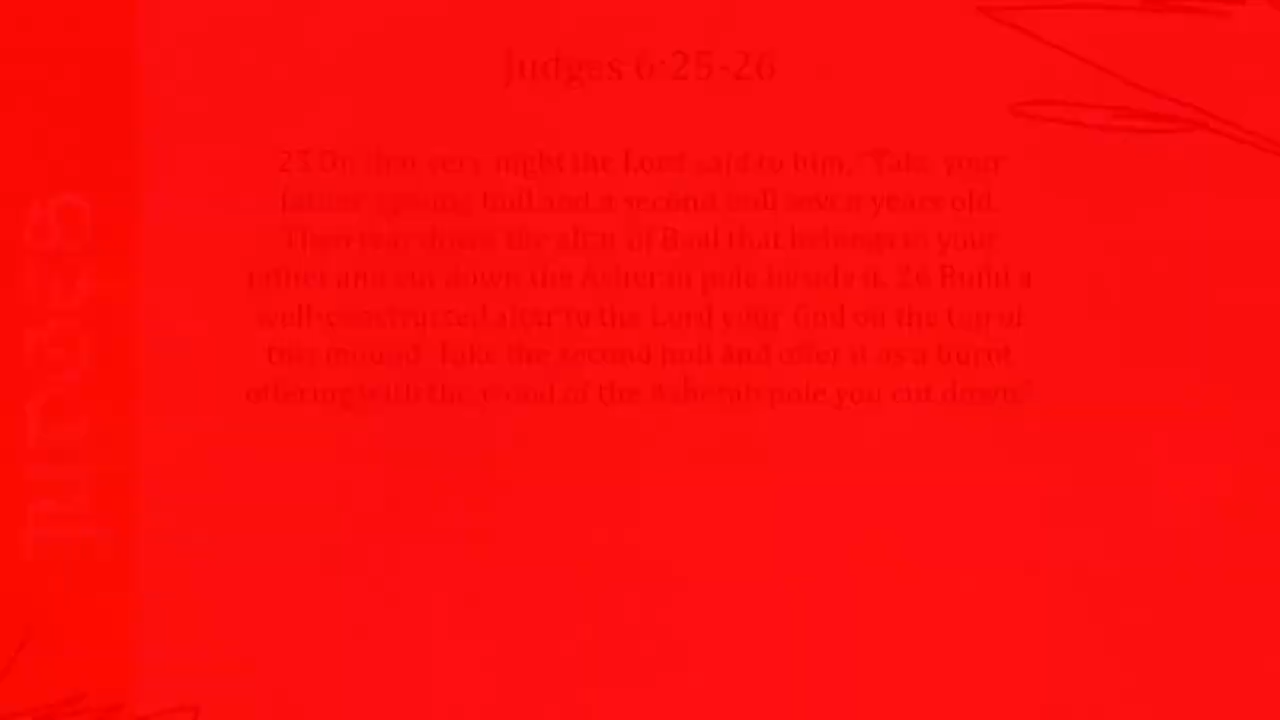 Judges 6:25-26
25 On that very night the Lord said to him, "Take your
father's young bull and a second bull seven years old.
Then tear down the altar of Baal that belongs to your
father and cut down the Asherah pole beside it. 26 Build a
well-constructed altar to the Lord your God on the top of
this mound. Take the second bull and offer it as a burnt
offering with the wood of the Asherah pole you cut down."
JUDGES